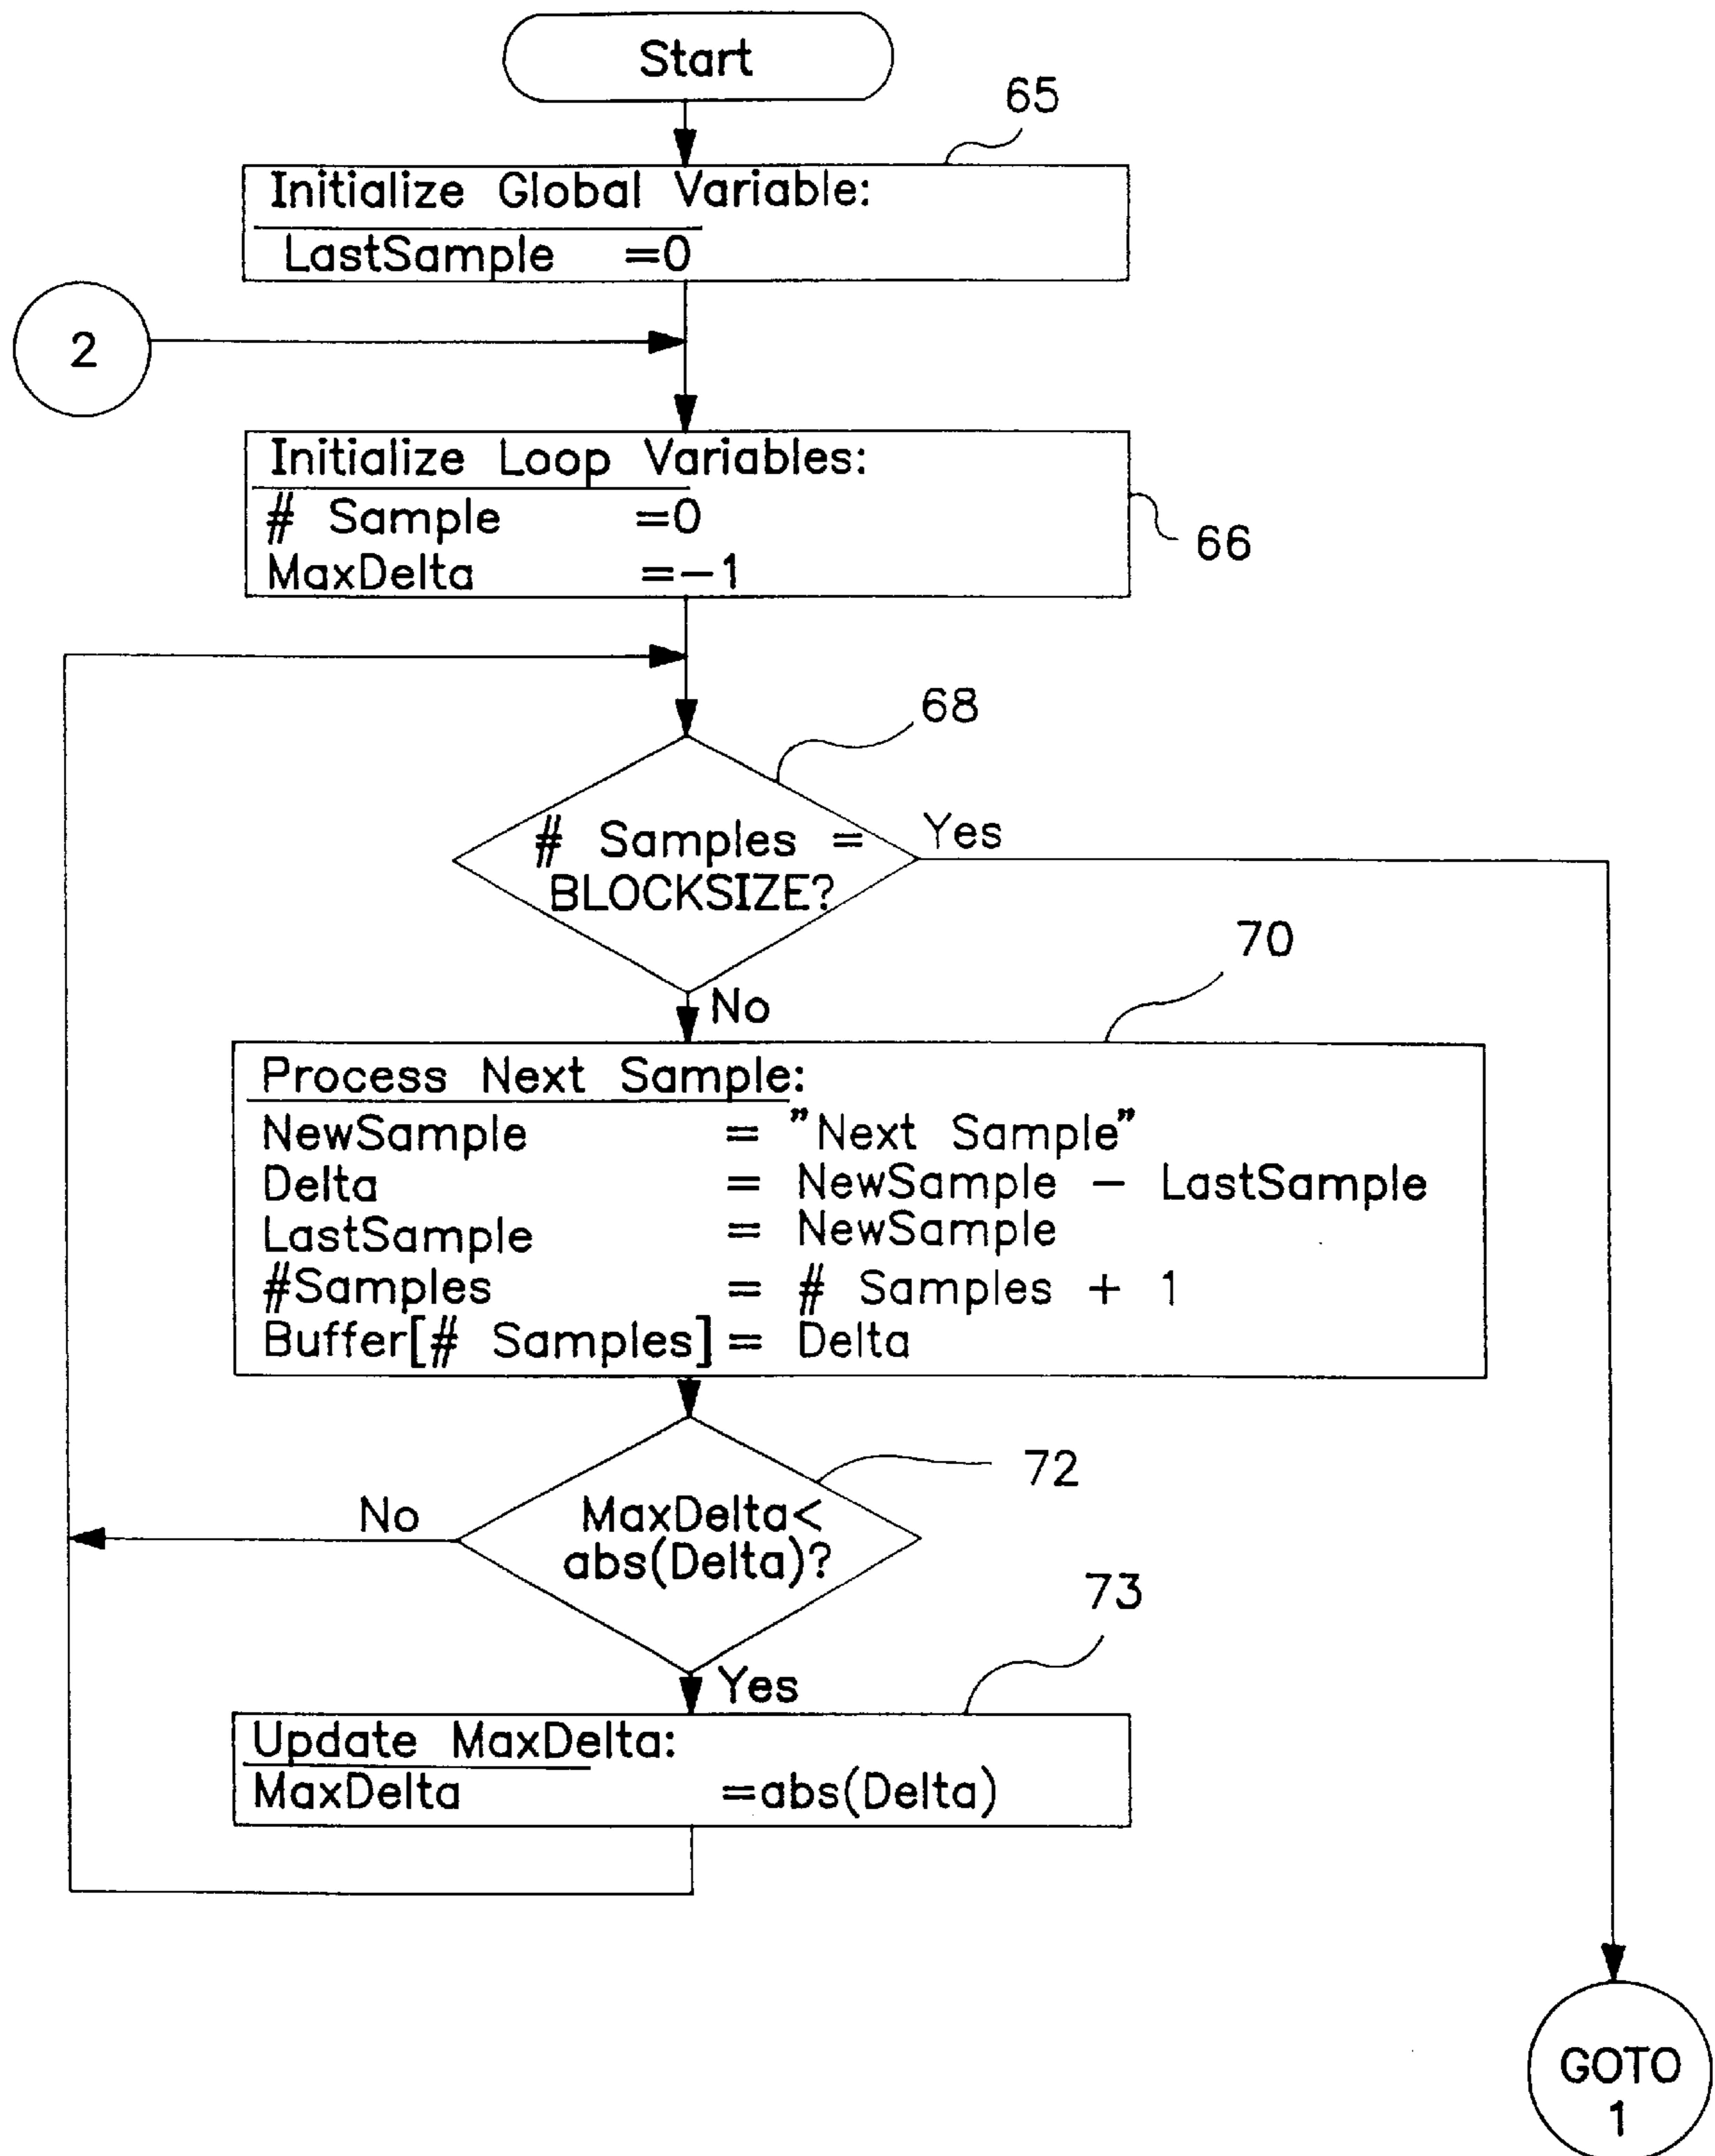 Start
65
Initialize Global Variable:
LastSample =0
2
Initialize Loop Variables:
# Sample =0
MaxDelta =-1
66
68
# Samples =
BLOCKSIZE?
Yes
No
70
Process Next Sample:
NewSample = "Next Sample"
Delta = NewSample - LastSample
LastSample = NewSample
#Samples = # Samples + 1
Buffer[# Samples] = Delta
72
No
MaxDelta<
abs(Delta)?
73
Yes
Update MaxDelta:
MaxDelta =abs(Delta)
GOTO
1